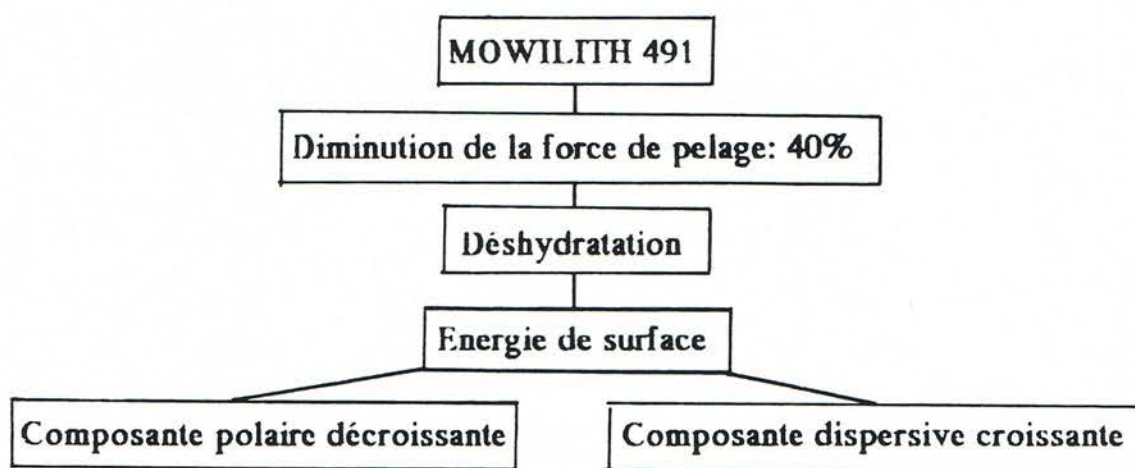 MOWILITH 491
Diminution de la force de pelage: 40%
Déshydratation
Energie de surface
Composante polaire décroissante
Composante dispersive croissante